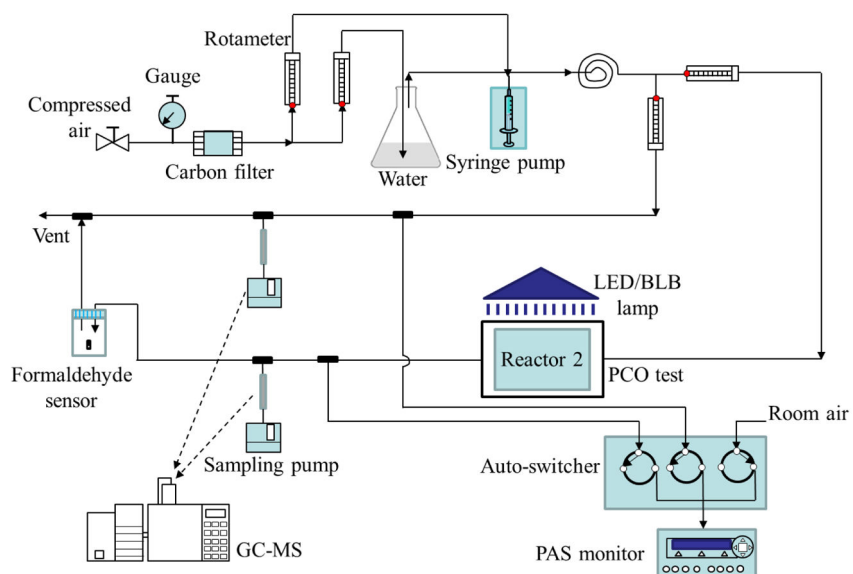 Rotameter
Gauge
Compressed
air
Carbon filter
Water
Syringe pump
Vent
LED/BLB
lamp
Reactor 2
PCO test
Formaldehyde
sensor
Sampling pump
Room air
Auto-switcher
GC-MS
PAS monitor